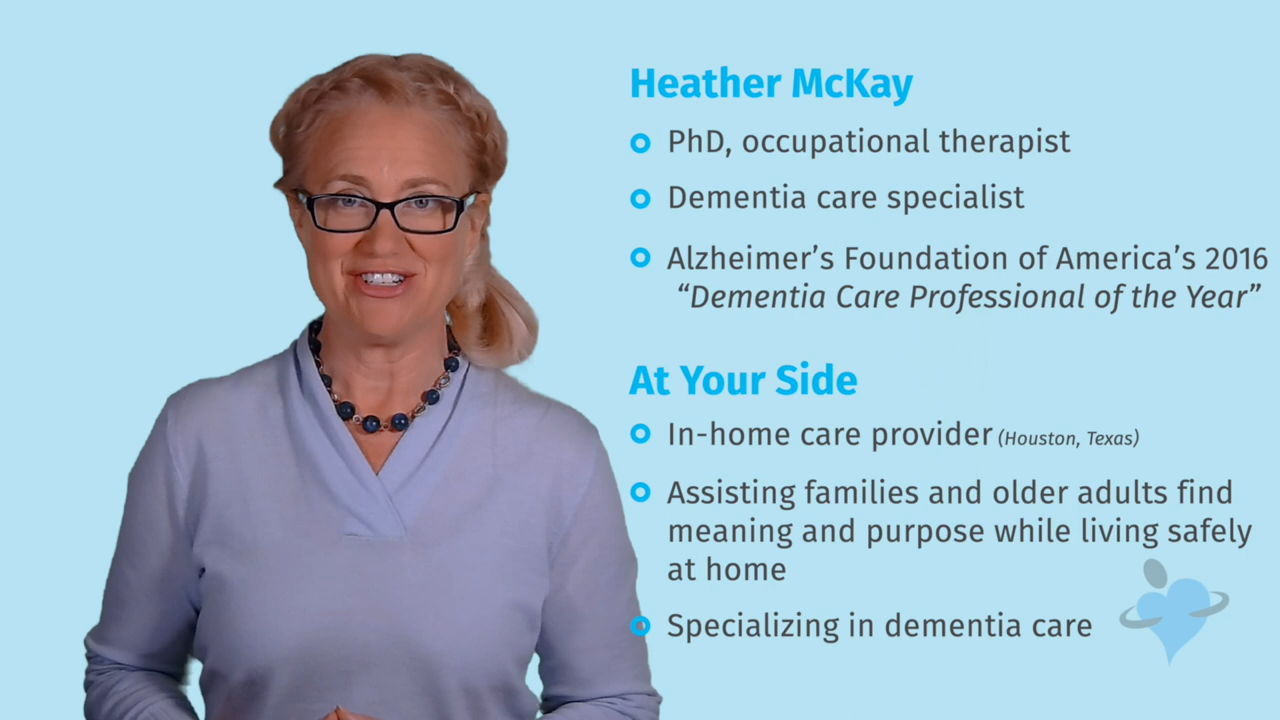 Heather McKay
PhD, occupational therapist
Dementia care specialist
Alzheimer’s Foundation of America’s 2016
“Dementia Care Professional of the Year”
At Your Side
In-home care provider (Houston, Texas)
Assisting families and older adults find
meaning and purpose while living safely
at home
Specializing in dementia care